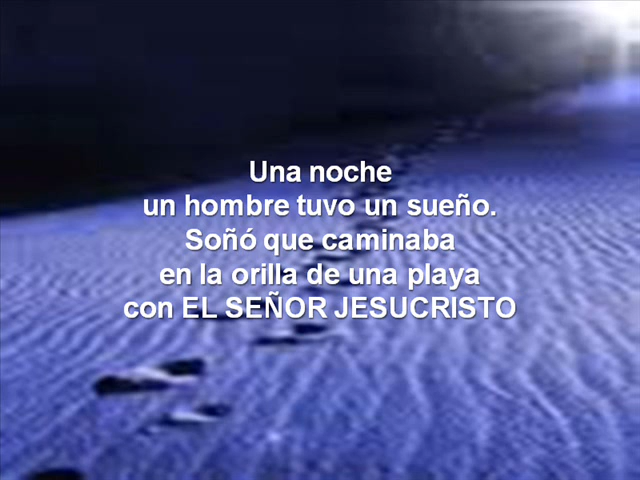 Una noche
un hombre tuvo un sueño.
Soñó que caminaba
en la orilla de una playa
con EL SEÑOR JESUCRISTO